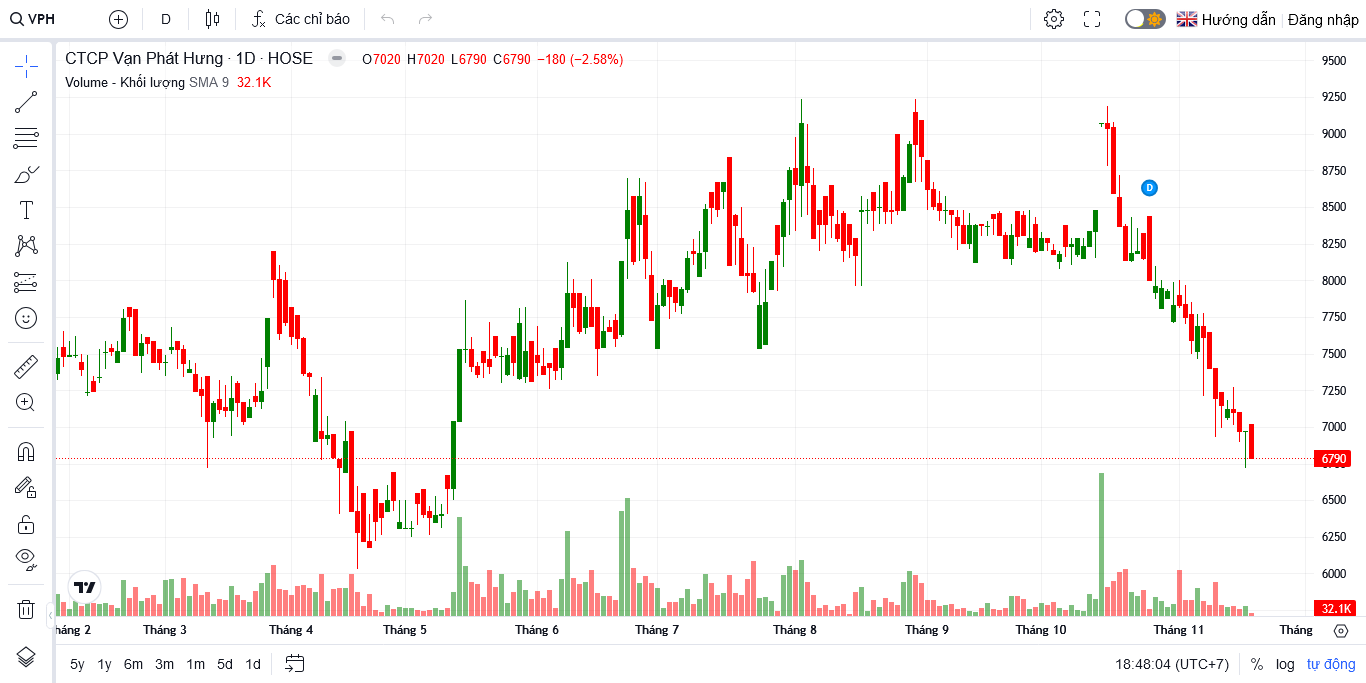 VPH D Các chỉ báo Hướng dẫn Đăng nhập
CTCP Vạn Phát Hưng · 1D · HOSE O7020 H7020 L6790 C6790 −180 (−2.58%)
Volume - Khối lượng SMA 9 32.1K
9500
9250
9000
8750
D
8500
8250
8000
7750
7500
7250
7000
6790
6500
6250
6000
32.1K
háng 2 Tháng 3 Tháng 4 Tháng 5 Tháng 6 Tháng 7 Tháng 8 Tháng 9 Tháng 10 Tháng 11 Tháng
5y 1y 6m 3m 1m 5d 1d 18:48:04 (UTC+7) % log tự động